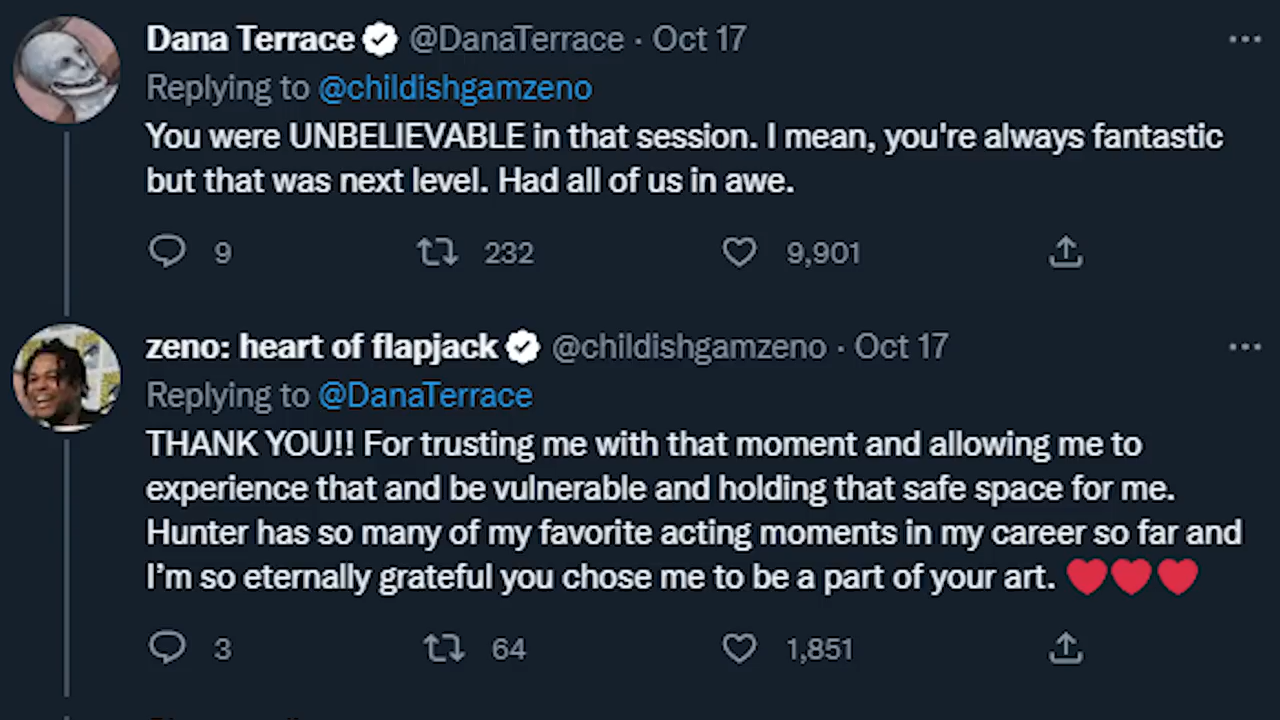 Dana Terrace @DanaTerrace · Oct 17
Replying to @childishgamzeno
You were UNBELIEVABLE in that session. I mean, you're always fantastic
but that was next level. Had all of us in awe.
9 232 9,901
zeno: heart of flapjack @childishgamzeno · Oct 17
Replying to @DanaTerrace
THANK YOU!! For trusting me with that moment and allowing me to
experience that and be vulnerable and holding that safe space for me.
Hunter has so many of my favorite acting moments in my career so far and
I’m so eternally grateful you chose me to be a part of your art. ❤️❤️❤️
3 64 1,851